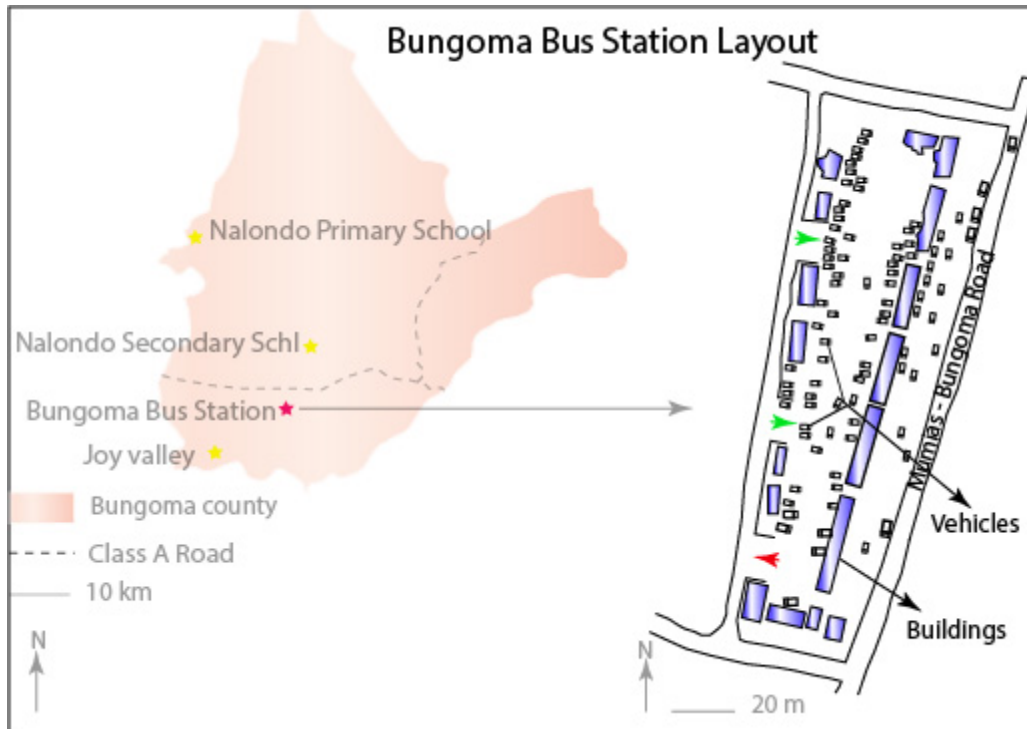 Bungoma Bus Station Layout
Nalondo Primary School
Nalondo Secondary Schl
Bungoma Bus Station
Joy valley
Bungoma county
Class A Road
10 km
N
Mumias - Bungoma Road
Vehicles
Buildings
N
20 m